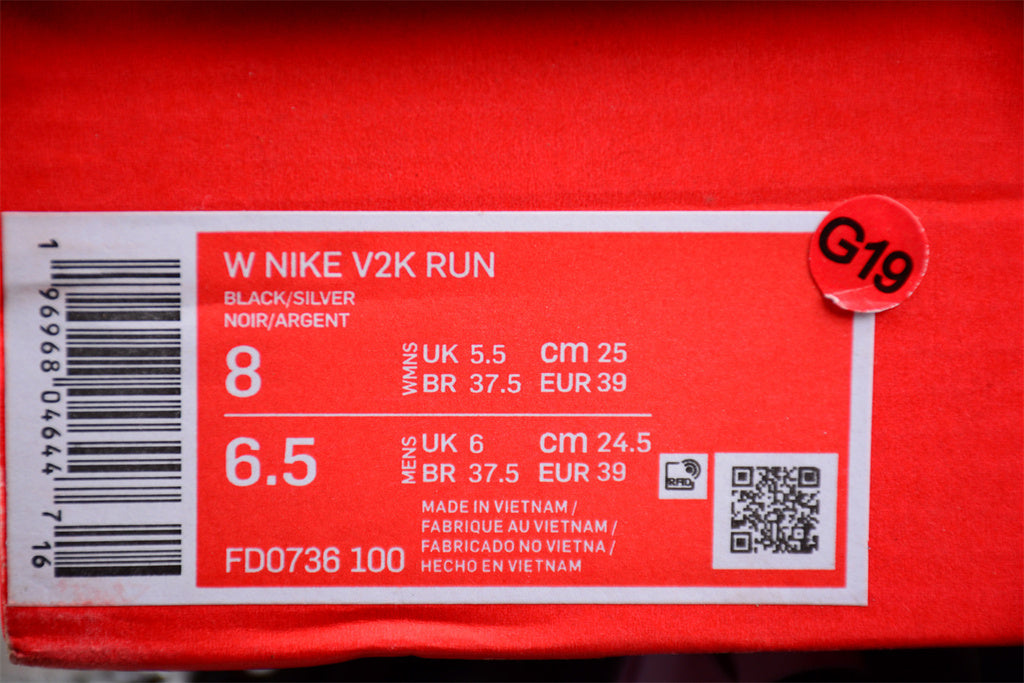 W NIKE V2K RUN
G19
BLACK/SILVER
NOIR/ARGENT
8
WMNS
UK 5.5 cm 25
BR 37.5 EUR 39
6.5
MENS
UK 6 cm 24.5
BR 37.5 EUR 39
RFID
MADE IN VIETNAM /
FABRIQUE AU VIETNAM /
FABRICADO NO VIETNA /
HECHO EN VIETNAM
FD0736 100
1 96968 04644 7 16